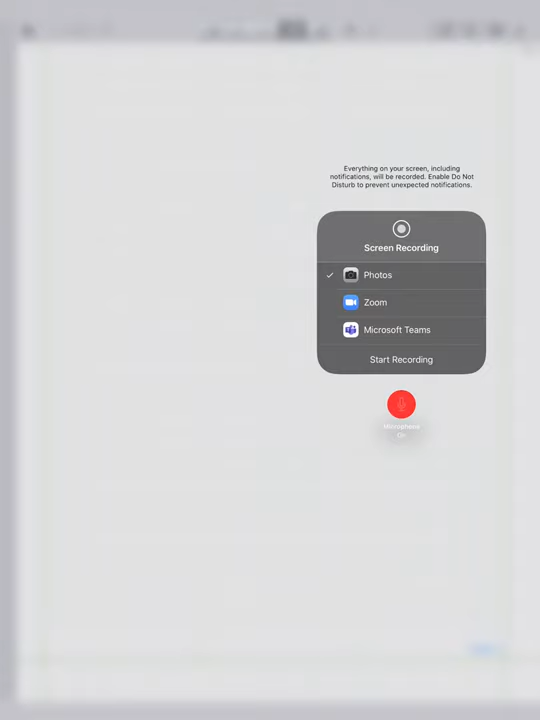 Everything on your screen, including
notifications, will be recorded. Enable Do Not
Disturb to prevent unexpected notifications.
Screen Recording
Photos
Zoom
Microsoft Teams
Start Recording
Microphone
On